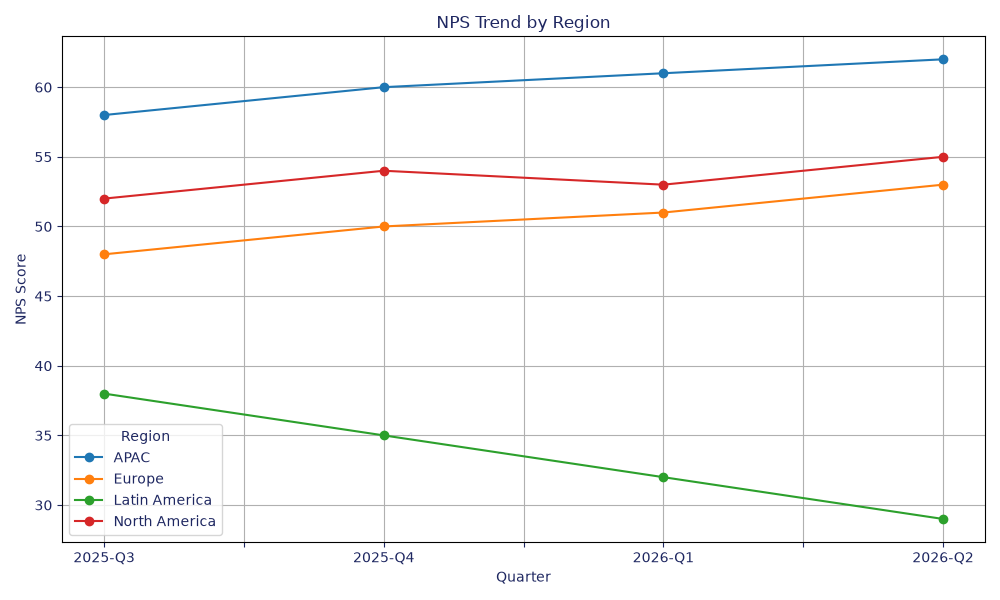 NPS Trend by Region
NPS Score
60
55
50
45
40
35
30
Region
APAC
Europe
Latin America
North America
2025-Q3 2025-Q4 2026-Q1 2026-Q2
Quarter